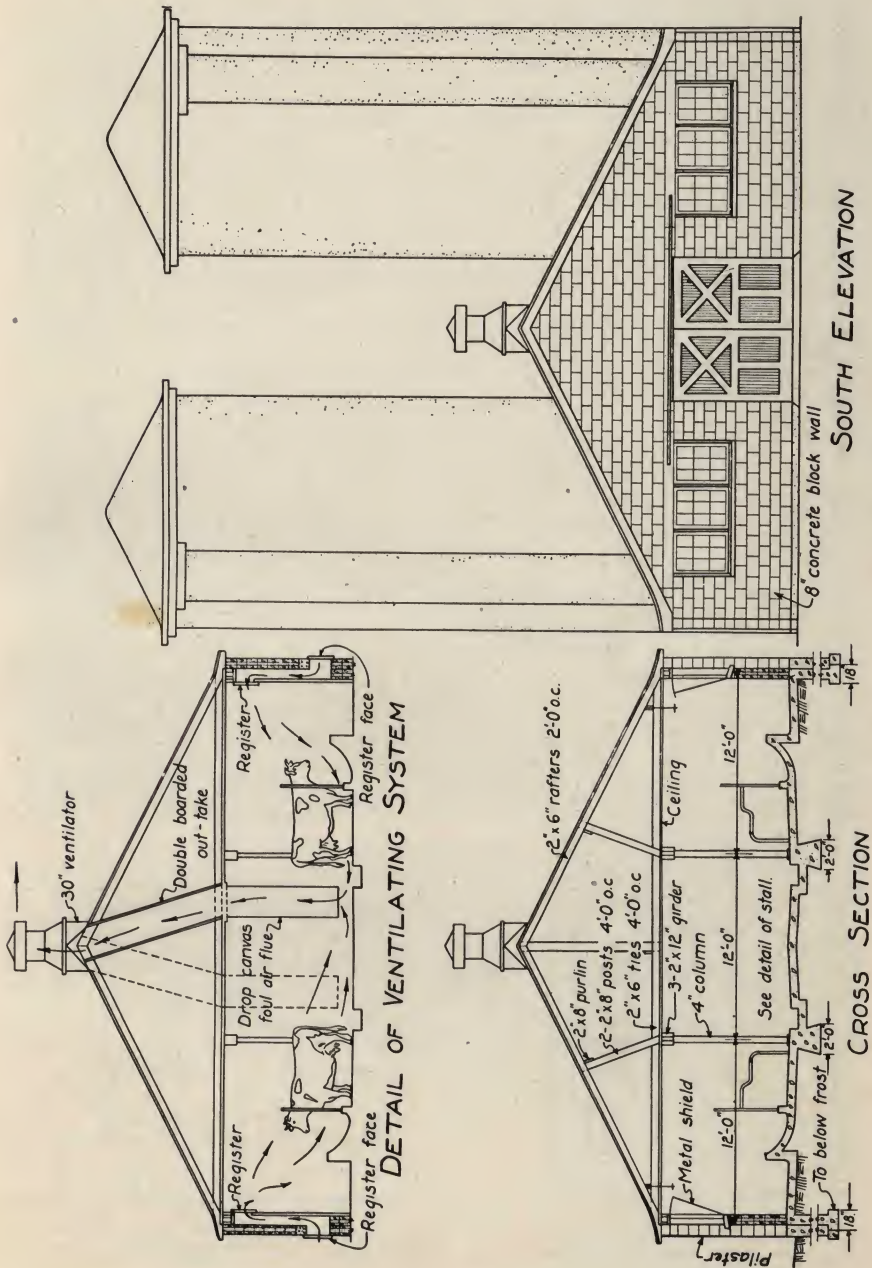 30" ventilator
Double boarded
out-take
Register
Register
Drop canvas
foul air flue
Register face
Register face
DETAIL OF VENTILATING SYSTEM
2"x6" rafters 2'-0" o.c.
2"x8" purlin
2-2"x8" posts 4'-0" o.c
2"x6" ties 4'-0" o.c
Ceiling
3-2"x12" girder
4" column
Metal shield
Pilaster
12'-0"
12'-0"
12'-0"
See detail of stall.
2'-0"
2'-0"
18"
18"
To below frost
CROSS SECTION
8" concrete block wall
SOUTH ELEVATION